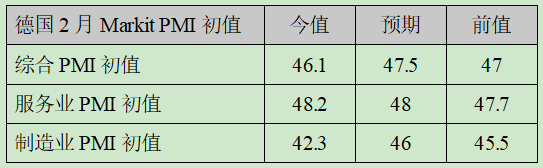 德国2月Markit PMI初值 今值 预期 前值
综合PMI初值 46.1 47.5 47
服务业PMI初值 48.2 48 47.7
制造业PMI初值 42.3 46 45.5